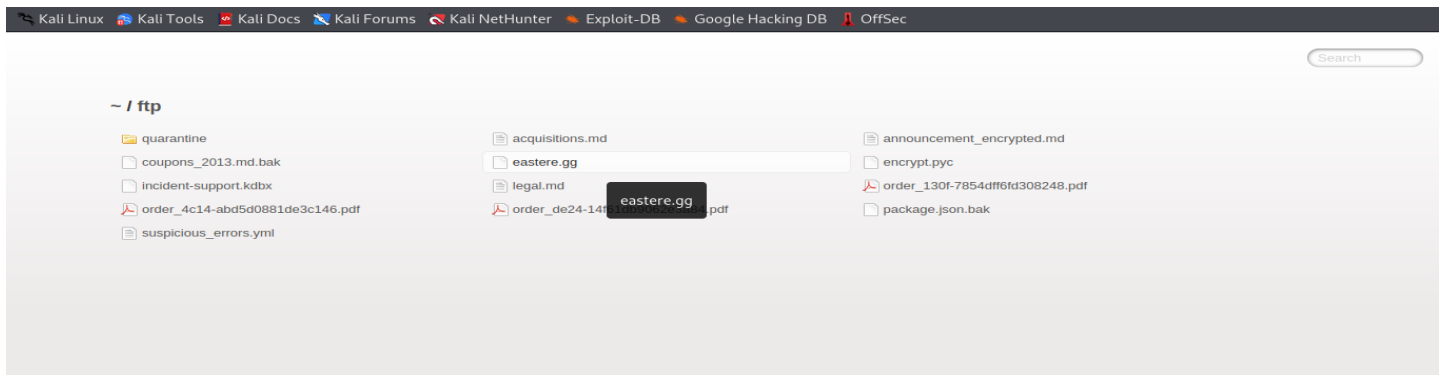 Kali Linux Kali Tools Kali Docs Kali Forums Kali NetHunter Exploit-DB Google Hacking DB OffSec
Search
~ / ftp
quarantine acquisitions.md announcement_encrypted.md
coupons_2013.md.bak eastere.gg encrypt.pyc
incident-support.kdbx legal.md order_130f-7854dff6fd308248.pdf
eastere.gg
order_4c14-abd5d0881de3c146.pdf .pdf package.json.bak
suspicious_errors.yml